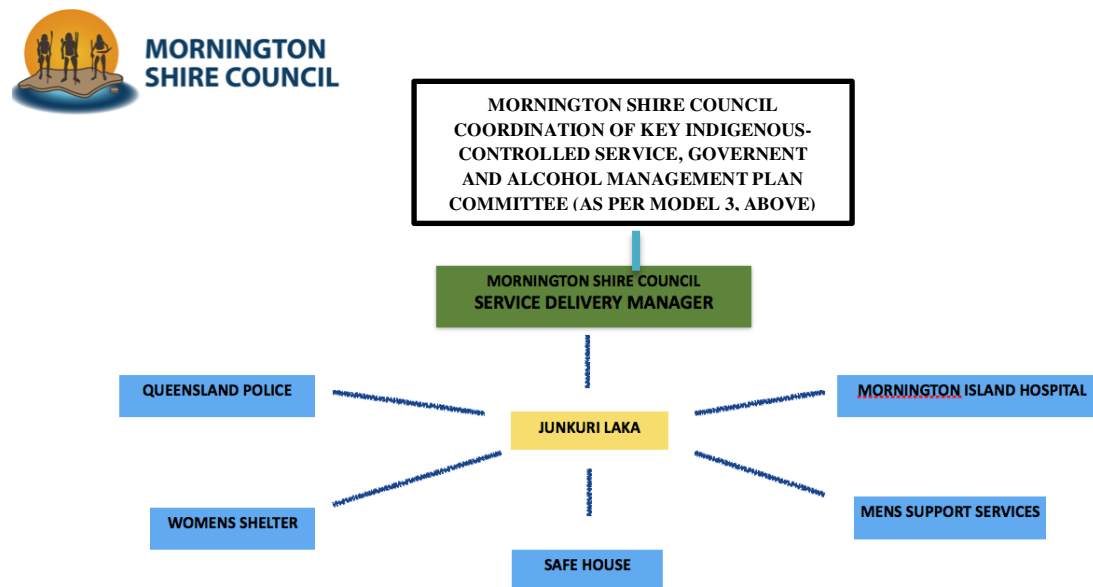 MORNINGTON
SHIRE COUNCIL
MORNINGTON SHIRE COUNCIL
COORDINATION OF KEY INDIGENOUS-
CONTROLLED SERVICE, GOVERNENT
AND ALCOHOL MANAGEMENT PLAN
COMMITTEE (AS PER MODEL 3, ABOVE)
MORNINGTON SHIRE COUNCIL
SERVICE DELIVERY MANAGER
QUEENSLAND POLICE
MORNINGTON ISLAND HOSPITAL
JUNKURI LAKA
WOMENS SHELTER
MENS SUPPORT SERVICES
SAFE HOUSE